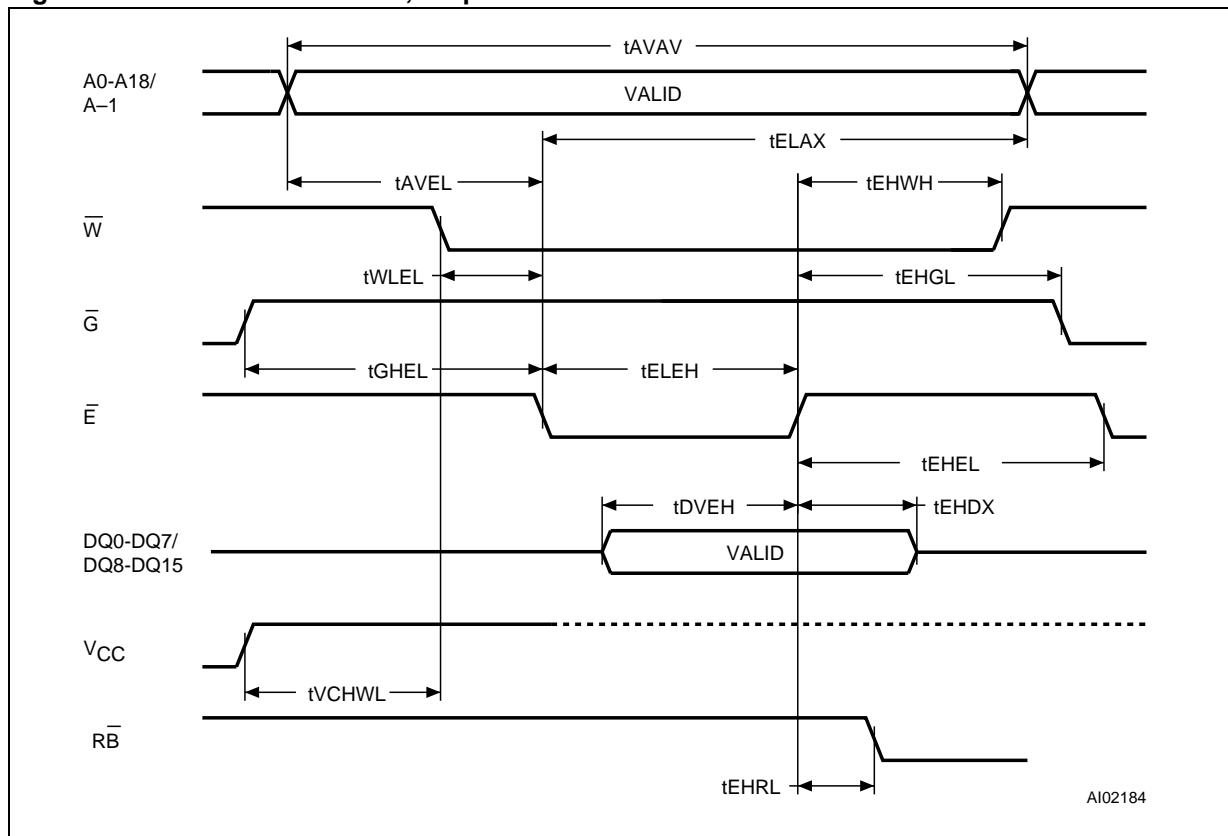 tAVAV
A0-A18/
A–1
VALID
tELAX
tAVEL
tEHWH
W̅
tWLEL
tEHGL
G̅
tGHEL
tELEH
E̅
tEHEL
tDVEH
tEHDX
DQ0-DQ7/
DQ8-DQ15
VALID
VCC
tVCHWL
RB̅
tEHRL
AI02184